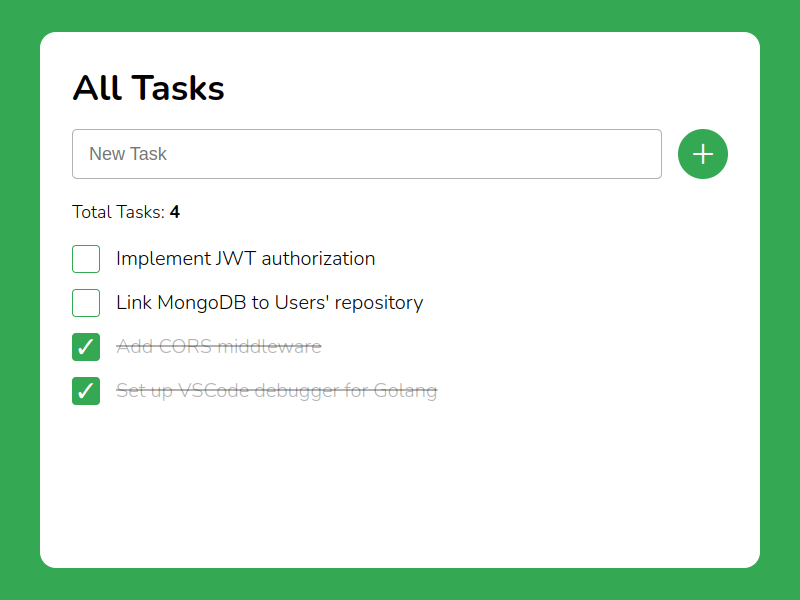 All Tasks
New Task
Total Tasks: 4
Implement JWT authorization
Link MongoDB to Users' repository
Add CORS middleware
Set up VSCode debugger for Golang